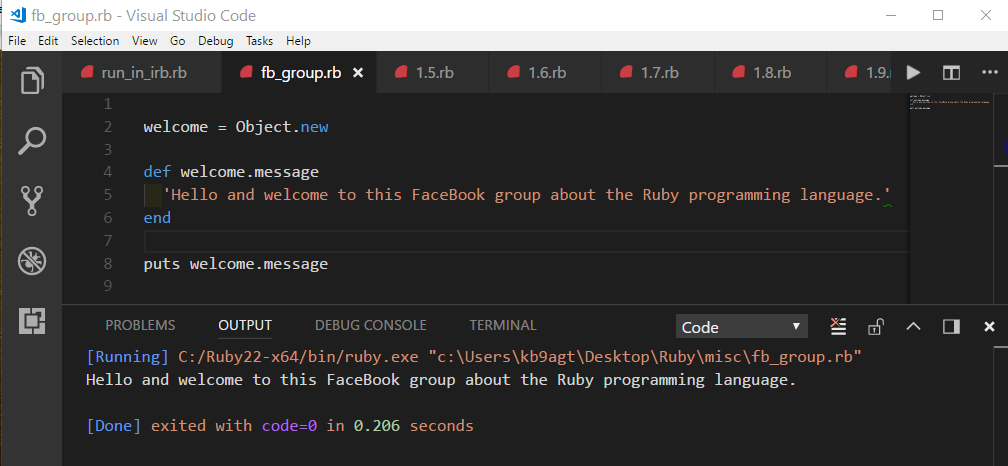 fb_group.rb - Visual Studio Code
File Edit Selection View Go Debug Tasks Help
run_in_irb.rb fb_group.rb 1.5.rb 1.6.rb 1.7.rb 1.8.rb 1.9.
1
2 welcome = Object.new
3
4 def welcome.message
5 'Hello and welcome to this FaceBook group about the Ruby programming language.'
6 end
7
8 puts welcome.message
9
PROBLEMS OUTPUT DEBUG CONSOLE TERMINAL Code
[Running] C:/Ruby22-x64/bin/ruby.exe "c:\Users\kb9agt\Desktop\Ruby\misc\fb_group.rb"
Hello and welcome to this FaceBook group about the Ruby programming language.
[Done] exited with code=0 in 0.206 seconds